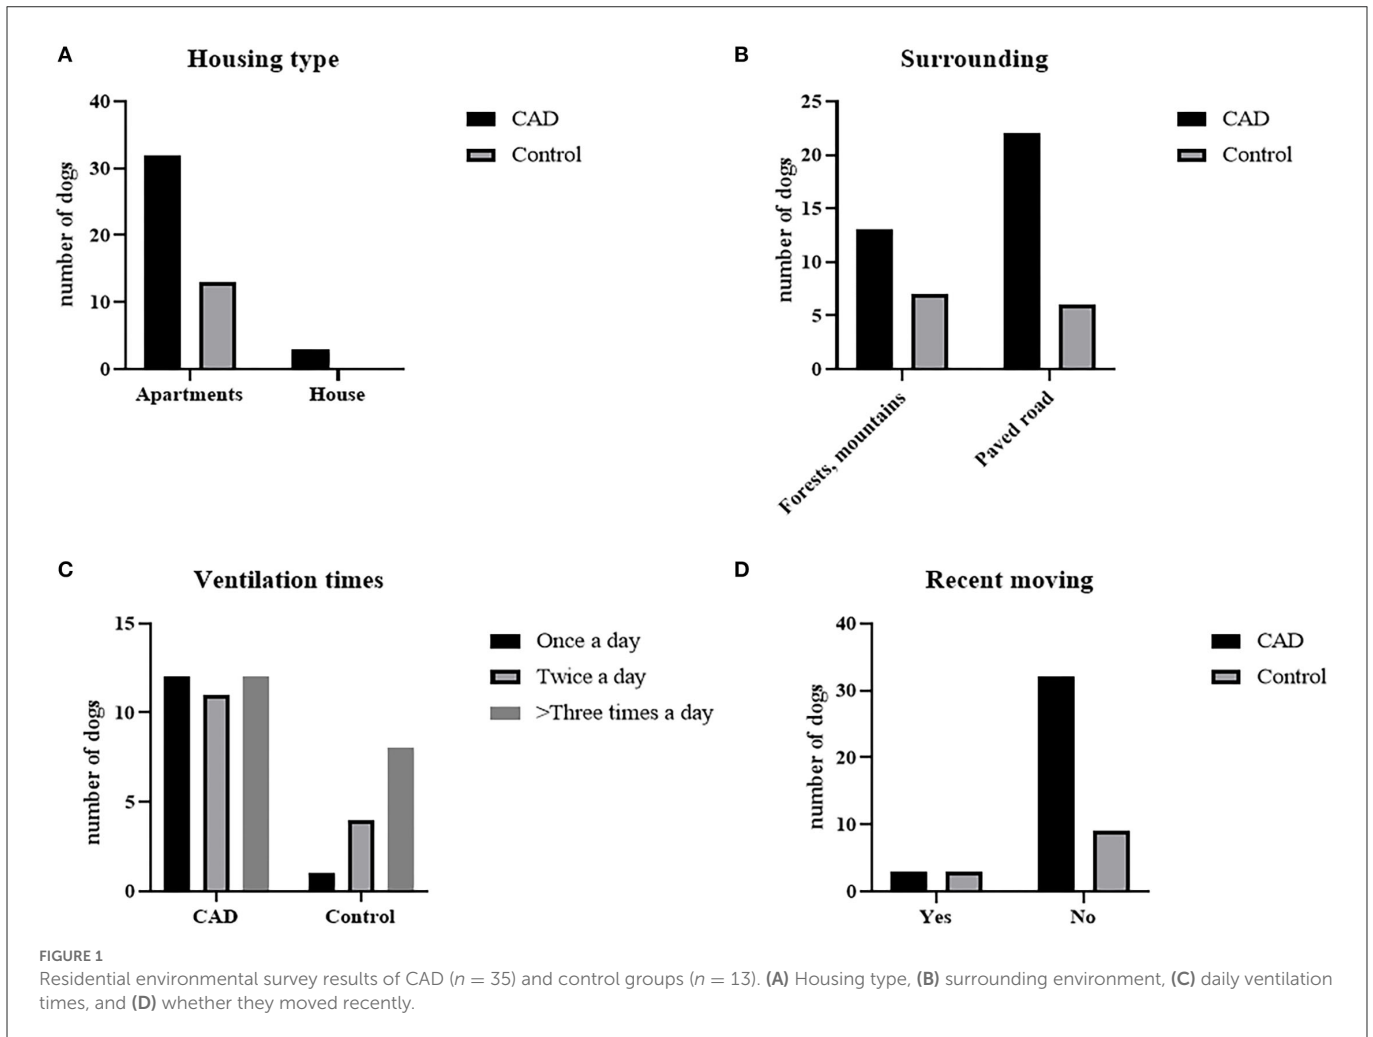 A
Housing type
40
30
20
10
0
number of dogs
Apartments
House
CAD
Control
B
Surrounding
25
20
15
10
5
0
number of dogs
Forests, mountains
Paved road
CAD
Control
C
Ventilation times
15
10
5
0
number of dogs
CAD
Control
Once a day
Twice a day
>Three times a day
D
Recent moving
40
30
20
10
0
number of dogs
Yes
No
CAD
Control
FIGURE 1
Residential environmental survey results of CAD (n = 35) and control groups (n = 13). (A) Housing type, (B) surrounding environment, (C) daily ventilation
times, and (D) whether they moved recently.